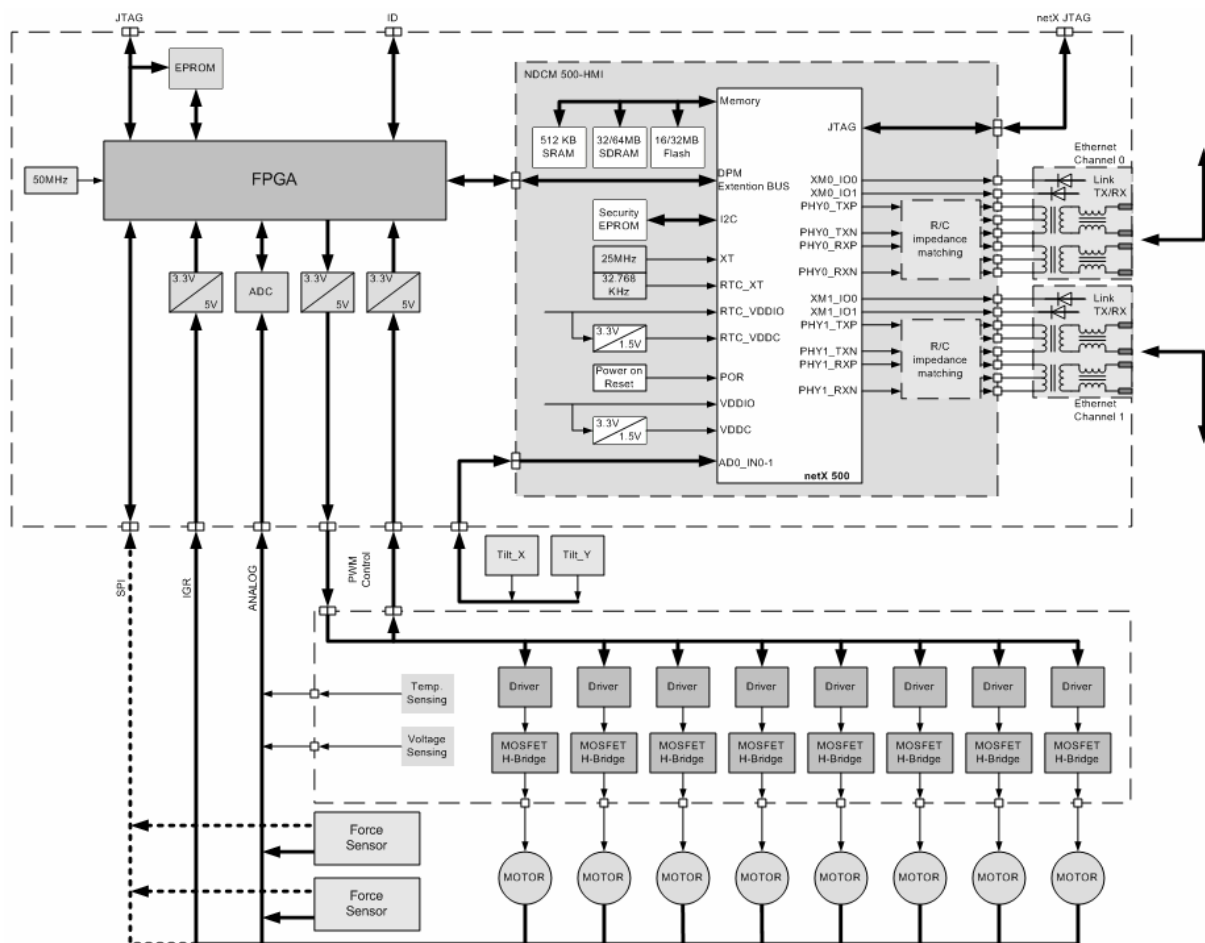 JTAG
ID
netX JTAG
EPROM
NDCM 500-HMI
Memory
JTAG
512 KB
SRAM
32/64MB
SDRAM
16/32MB
Flash
Ethernet
Channel 0
50MHz
FPGA
DPM
Extention BUS
XM0_IO0
XM0_IO1
Link
TX/RX
Security
EPROM
I2C
PHY0_TXP
PHY0_TXN
PHY0_RXP
PHY0_RXN
R/C
impedance
matching
25MHz
XT
32.768
KHz
RTC_XT
3.3V
5V
ADC
3.3V
5V
3.3V
5V
RTC_VDDIO
3.3V
1.5V
RTC_VDDC
XM1_IO0
XM1_IO1
Link
TX/RX
PHY1_TXP
PHY1_TXN
PHY1_RXP
PHY1_RXN
R/C
impedance
matching
Power on
Reset
POR
VDDIO
3.3V
1.5V
VDDC
Ethernet
Channel 1
AD0_IN0-1
netX 500
SPI
IGR
ANALOG
PWM
Control
Tilt_X
Tilt_Y
Temp.
Sensing
Driver
Driver
Driver
Driver
Driver
Driver
Driver
Driver
Voltage
Sensing
MOSFET
H-Bridge
MOSFET
H-Bridge
MOSFET
H-Bridge
MOSFET
H-Bridge
MOSFET
H-Bridge
MOSFET
H-Bridge
MOSFET
H-Bridge
MOSFET
H-Bridge
Force
Sensor
MOTOR
MOTOR
MOTOR
MOTOR
MOTOR
MOTOR
MOTOR
MOTOR
Force
Sensor